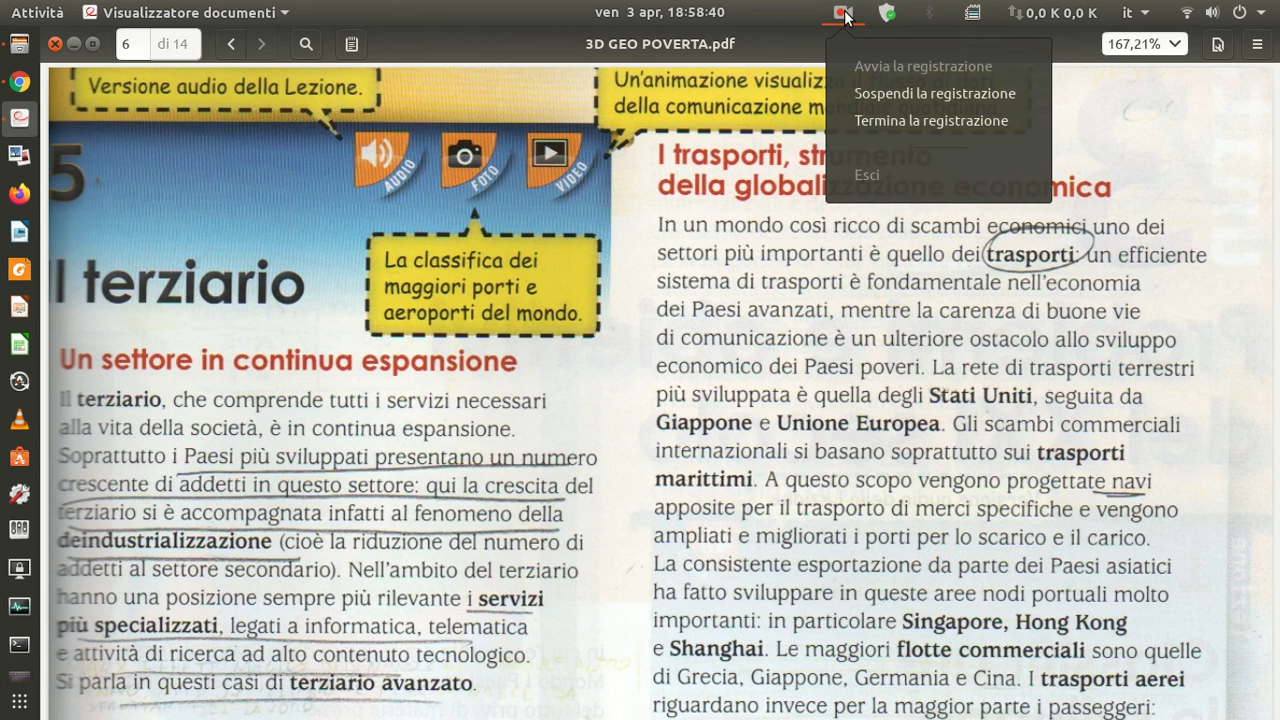 Attività
Visualizzatore documenti
ven 3 apr, 18:58:40
0,0 K 0,0 K
it
6
di 14
3D GEO POVERTA.pdf
167,21%
Avvia la registrazione
Sospendi la registrazione
Termina la registrazione
Esci
Versione audio della Lezione.
Un'animazione visualizza
della comunicazione
5
AUDIO
FOTO
VIDEO
La classifica dei
maggiori porti e
aeroporti del mondo.
Il terziario
Un settore in continua espansione
Il terziario, che comprende tutti i servizi necessari
alla vita della società, è in continua espansione.
Soprattutto i Paesi più sviluppati presentano un numero
crescente di addetti in questo settore: qui la crescita del
terziario si è accompagnata infatti al fenomeno della
deindustrializzazione (cioè la riduzione del numero di
addetti al settore secondario). Nell'ambito del terziario
hanno una posizione sempre più rilevante i servizi
più specializzati, legati a informatica, telematica
e attività di ricerca ad alto contenuto tecnologico.
Si parla in questi casi di terziario avanzato.
I trasporti, strumento
della globalizzazione economica
In un mondo così ricco di scambi economici uno dei
settori più importanti è quello dei trasporti: un efficiente
sistema di trasporti è fondamentale nell'economia
dei Paesi avanzati, mentre la carenza di buone vie
di comunicazione è un ulteriore ostacolo allo sviluppo
economico dei Paesi poveri. La rete di trasporti terrestri
più sviluppata è quella degli Stati Uniti, seguita da
Giappone e Unione Europea. Gli scambi commerciali
internazionali si basano soprattutto sui trasporti
marittimi. A questo scopo vengono progettate navi
apposite per il trasporto di merci specifiche e vengono
ampliati e migliorati i porti per lo scarico e il carico.
La consistente esportazione da parte dei Paesi asiatici
ha fatto sviluppare in queste aree nodi portuali molto
importanti: in particolare Singapore, Hong Kong
e Shanghai. Le maggiori flotte commerciali sono quelle
di Grecia, Giappone, Germania e Cina. I trasporti aerei
riguardano invece per la maggior parte i passeggeri: